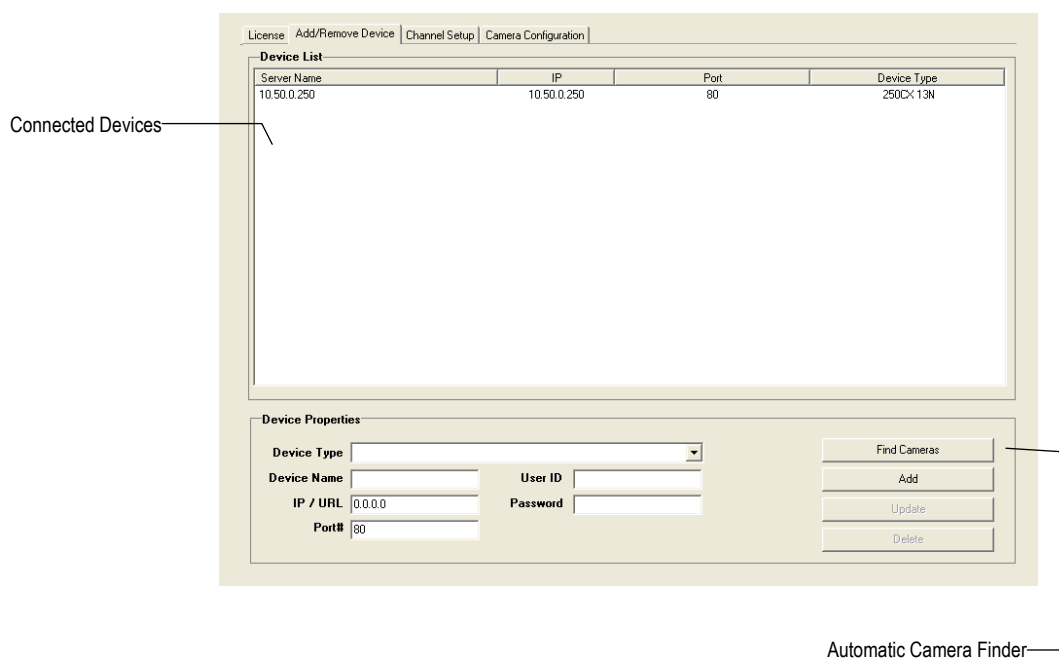 License Add/Remove Device Channel Setup Camera Configuration
Device List
Server Name IP Port Device Type
10.50.0.250 10.50.0.250 80 250CX 13N
Connected Devices
Device Properties
Device Type Find Cameras
Device Name User ID Add
IP / URL 0.0.0.0 Password Update
Port# 80 Delete
Automatic Camera Finder